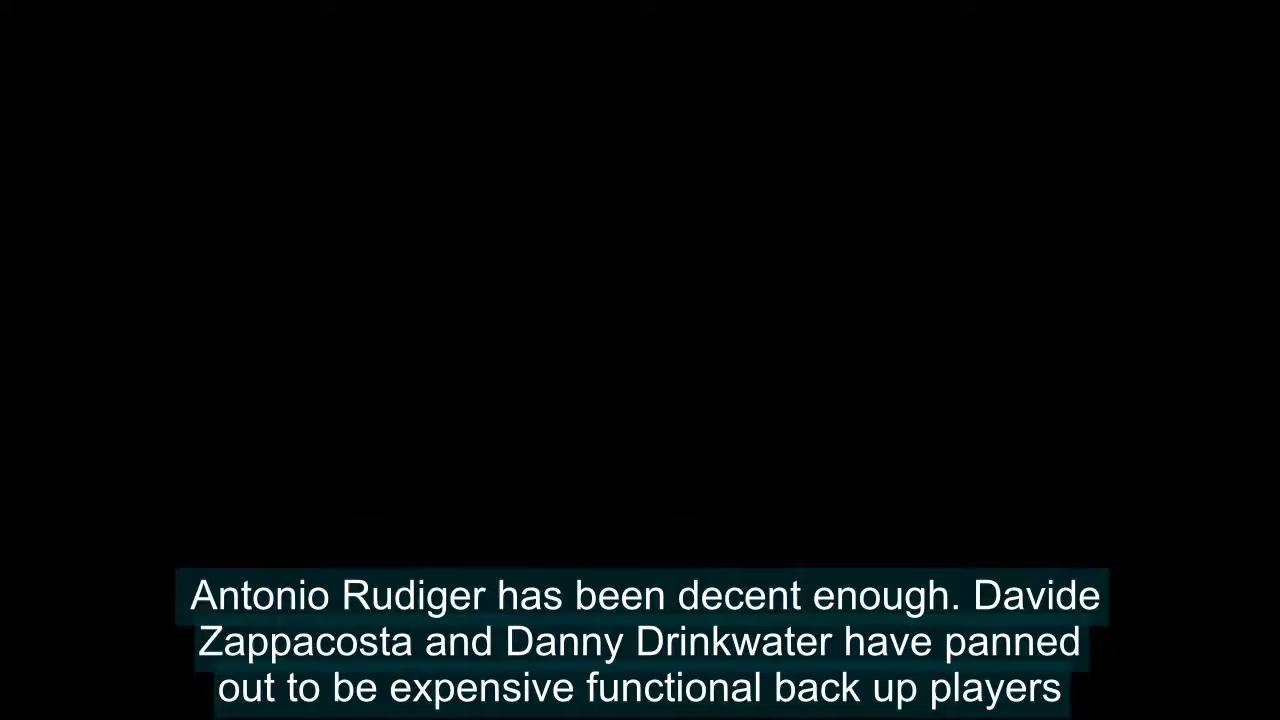 Antonio Rudiger has been decent enough. Davide
Zappacosta and Danny Drinkwater have panned
out to be expensive functional back up players